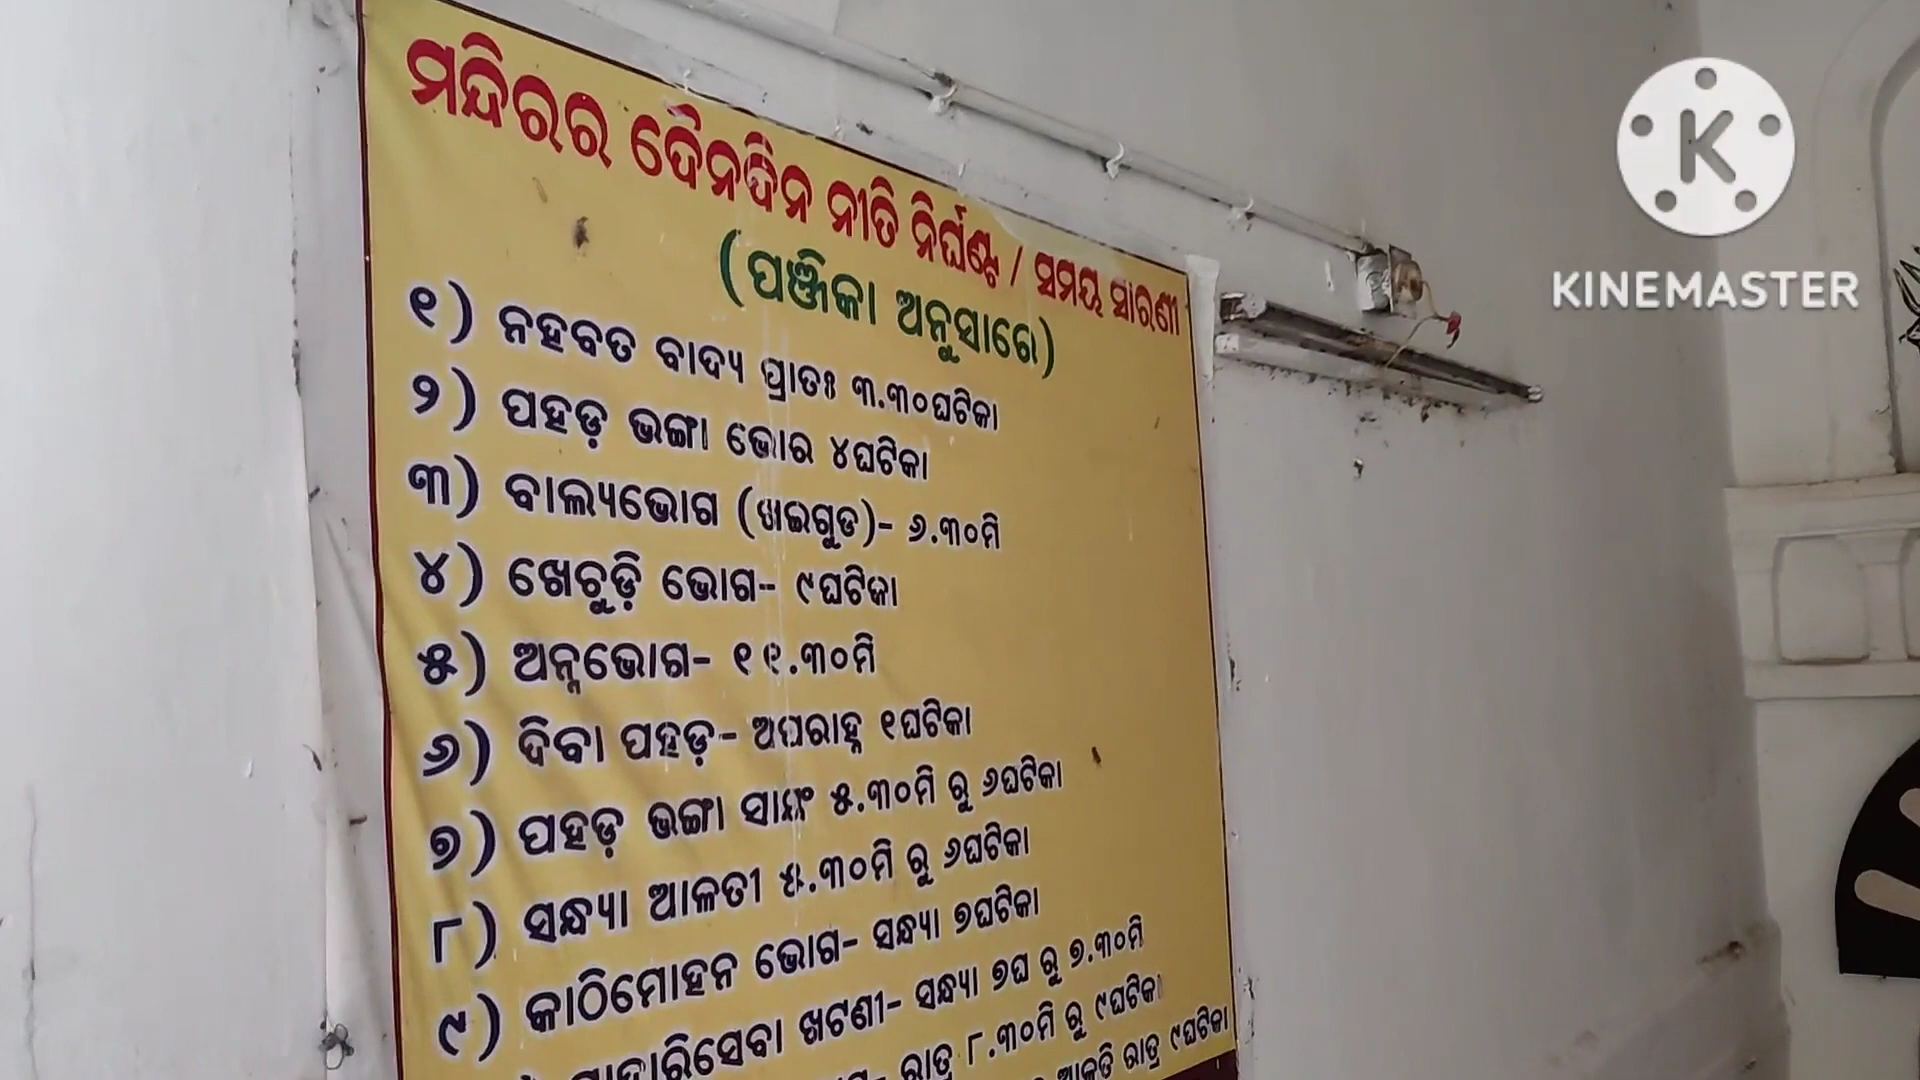 ମନ୍ଦିରର ଦୈନନ୍ଦିନ ନୀତି ନିର୍ଘଣ୍ଟ / ସମୟ ସାରିଣୀ
(ପଞ୍ଜିକା ଅନୁସାରେ)
୧) ନହବତ ବାଦ୍ୟ ପ୍ରାତଃ ୩.୩୦ଘଟିକା
୨) ପହଡ଼ ଭଙ୍ଗା ଭୋର ୪ଘଟିକା
୩) ବାଲ୍ୟଭୋଗ (ଖଇଗୁଡ)- ୬.୩୦ମି
୪) ଖେଚୁଡ଼ି ଭୋଗ- ୯ଘଟିକା
୫) ଅନ୍ନଭୋଗ- ୧୧.୩୦ମି
୬) ଦିବା ପହଡ଼- ଅପରାହ୍ନ ୧ଘଟିକା
୭) ପହଡ଼ ଭଙ୍ଗା ସାୟଂ ୫.୩୦ମି ରୁ ୬ଘଟିକା
୮) ସନ୍ଧ୍ୟା ଆଳତୀ ୫.୩୦ମି ରୁ ୬ଘଟିକା
୯) କାଠିମୋହନ ଭୋଗ- ସନ୍ଧ୍ୟା ୭ଘଟିକା
ଖଟଣୀ- ସନ୍ଧ୍ୟା ୭ଘ ରୁ ୭.୩୦ମି
ରାତ୍ର ୮.୩୦ମି ରୁ ୯ଘଟିକା
ଆଳତି ରାତ୍ର ୯ଘଟିକା
KINEMASTER